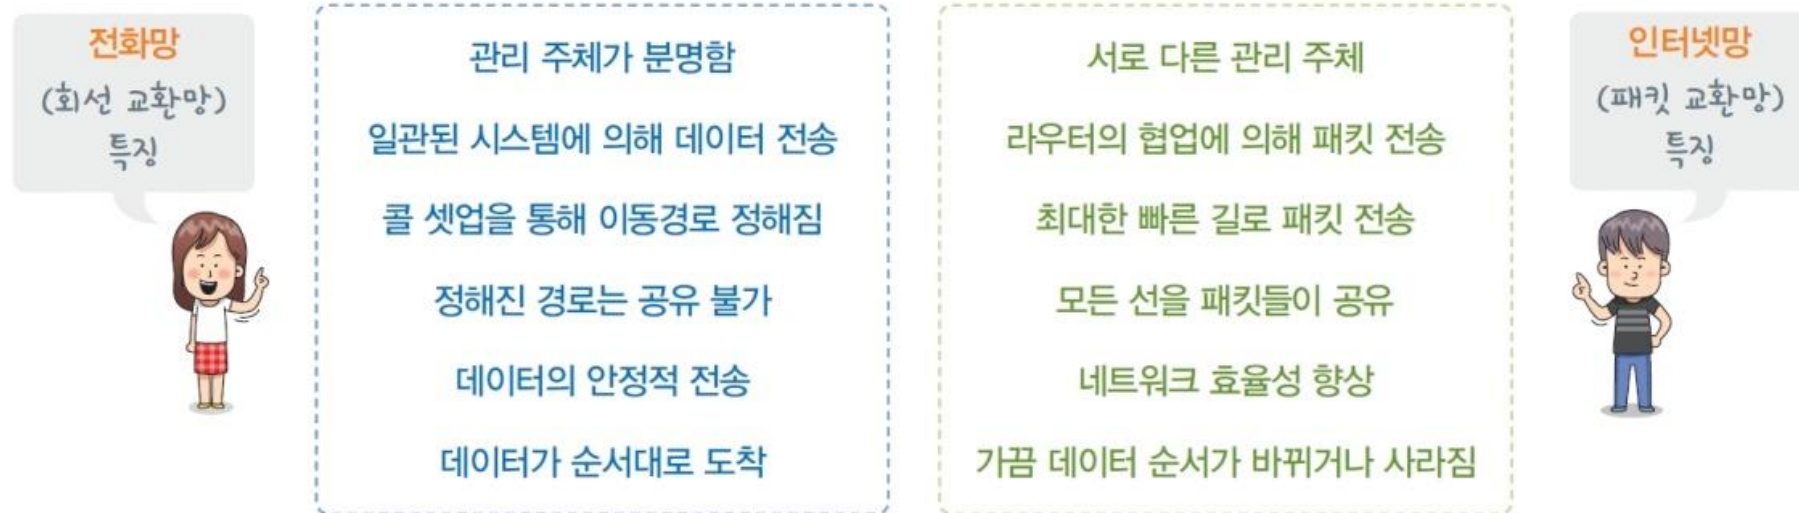 전화망
(회선 교환망)
특징
관리 주체가 분명함
일관된 시스템에 의해 데이터 전송
콜 셋업을 통해 이동경로 정해짐
정해진 경로는 공유 불가
데이터의 안정적 전송
데이터가 순서대로 도착
서로 다른 관리 주체
라우터의 협업에 의해 패킷 전송
최대한 빠른 길로 패킷 전송
모든 선을 패킷들이 공유
네트워크 효율성 향상
가끔 데이터 순서가 바뀌거나 사라짐
인터넷망
(패킷 교환망)
특징